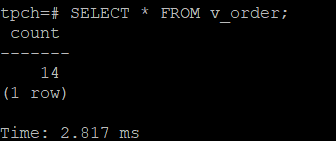 tpch=# SELECT * FROM v_order;
count
-------
14
(1 row)
Time: 2.817 ms